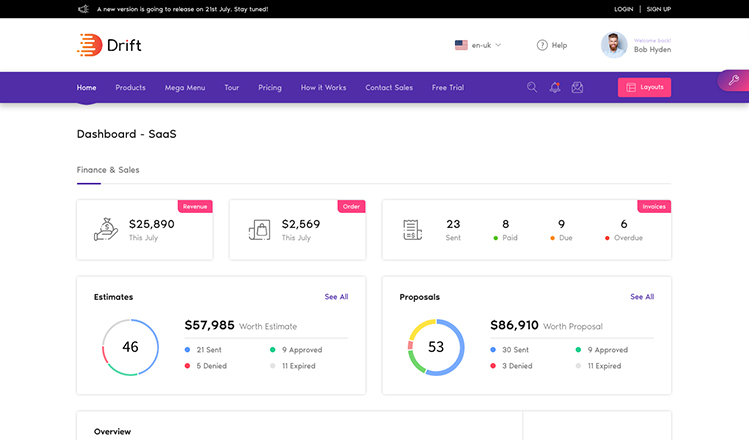 A new version is going to release on 21st July. Stay tuned!
LOGIN | SIGN UP
Drift
en-uk
Help
Welcome back!
Bob Hyden
Home Products Mega Menu Tour Pricing How it Works Contact Sales Free Trial
Layouts
Dashboard - SaaS
Finance & Sales
Revenue
$25,890
This July
Order
$2,569
This July
Invoices
23 8 9 6
Sent Paid Due Overdue
Estimates See All
46
$57,985 Worth Estimate
21 Sent 9 Approved
5 Denied 11 Expired
Proposals See All
53
$86,910 Worth Proposal
30 Sent 9 Approved
3 Denied 11 Expired
Overview